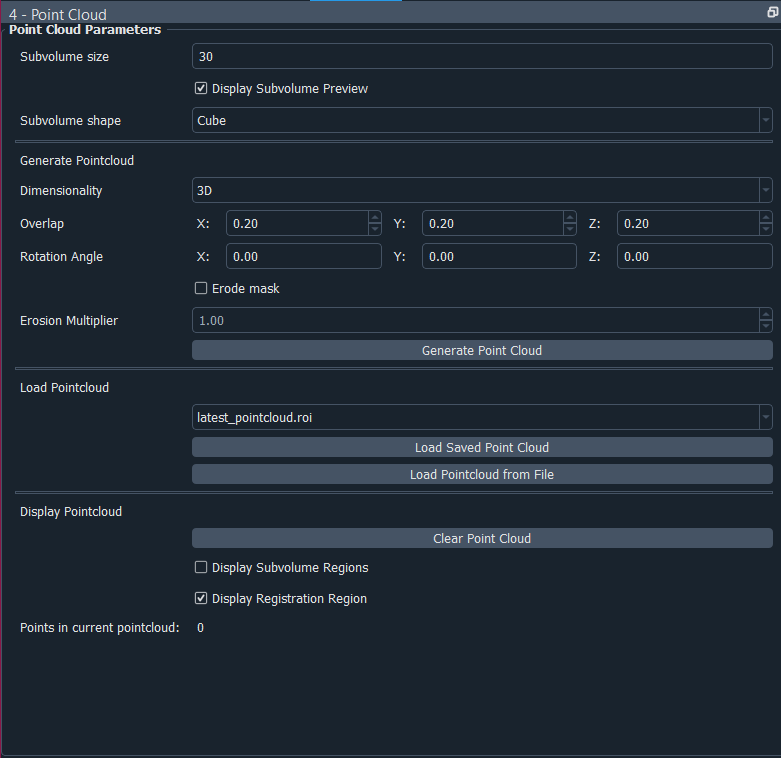 4 - Point Cloud
Point Cloud Parameters
Subvolume size 30
Display Subvolume Preview
Subvolume shape Cube
Generate Pointcloud
Dimensionality 3D
Overlap X: 0.20 Y: 0.20 Z: 0.20
Rotation Angle X: 0.00 Y: 0.00 Z: 0.00
Erode mask
Erosion Multiplier 1.00
Generate Point Cloud
Load Pointcloud
latest_pointcloud.roi
Load Saved Point Cloud
Load Pointcloud from File
Display Pointcloud
Clear Point Cloud
Display Subvolume Regions
Display Registration Region
Points in current pointcloud: 0